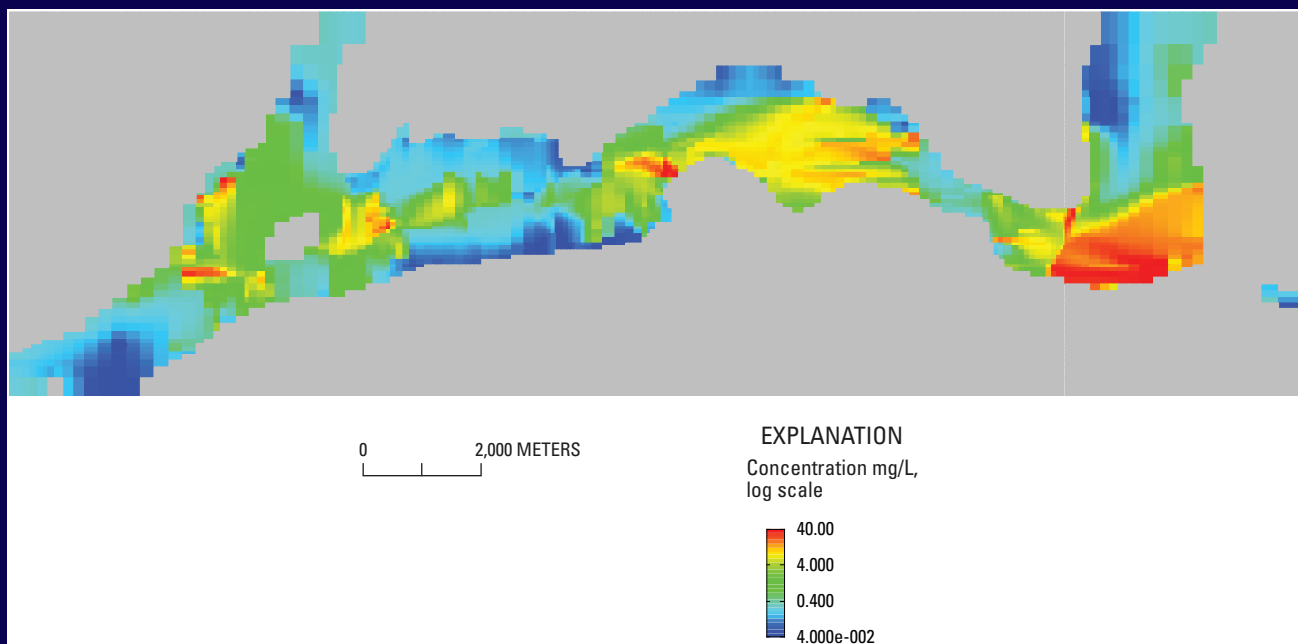 0 2,000 METERS
EXPLANATION
Concentration mg/L,
log scale
40.00
4.000
0.400
4.000e-002